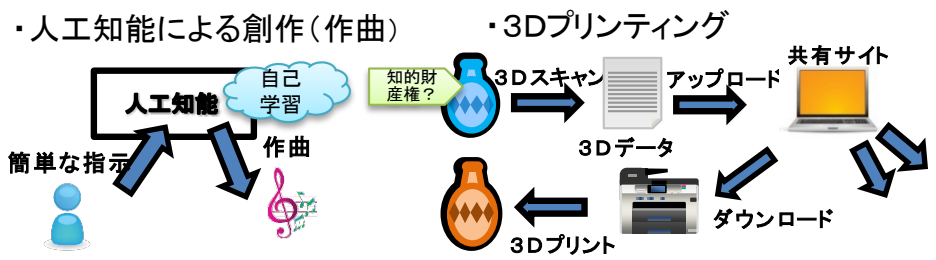 ・人工知能による創作（作曲）
人工知能
自己
学習
簡単な指示
作曲
・３Ｄプリンティング
知的財
産権？
３Ｄスキャン
アップロード
共有サイト
３Ｄデータ
ダウンロード
３Ｄプリント